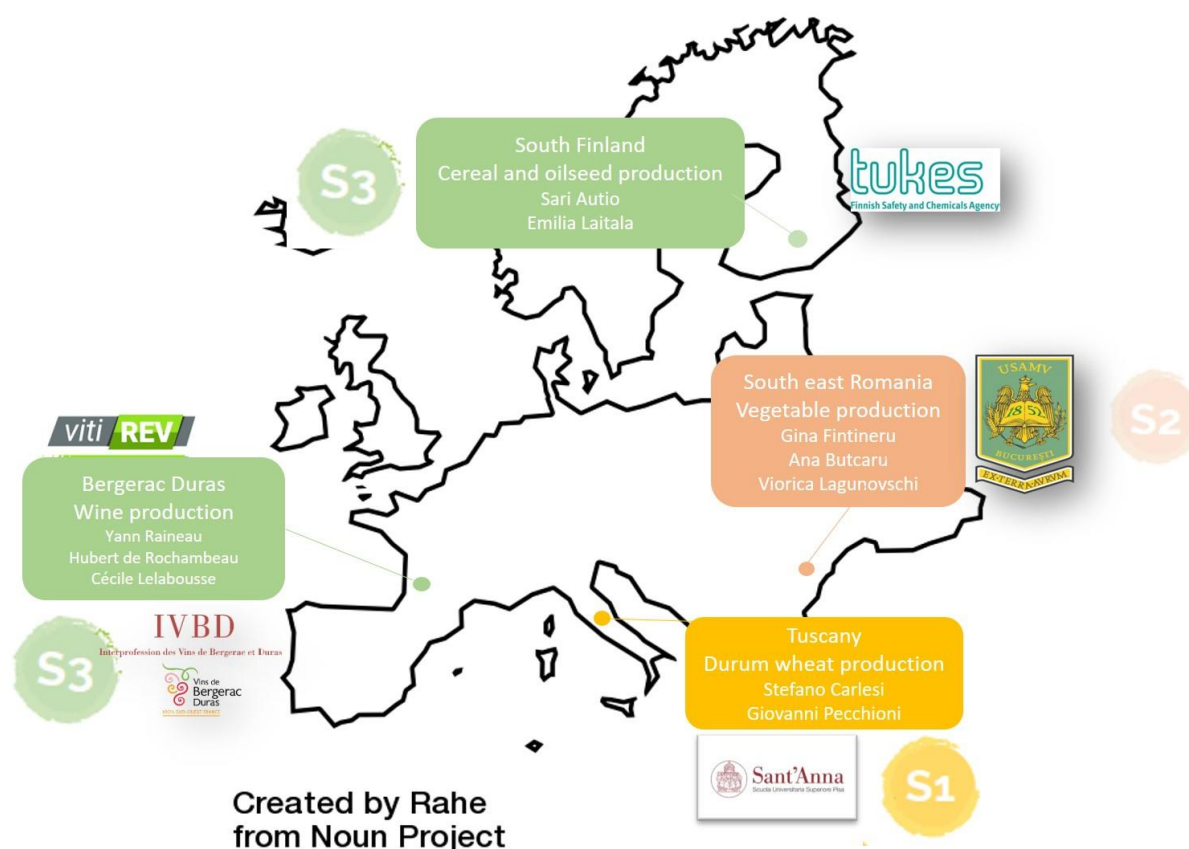 South Finland
Cereal and oilseed production
Sari Autio
Emilia Laitala
S3
tukes
Finnish Safety and Chemicals Agency
South east Romania
Vegetable production
Gina Fintineru
Ana Butcaru
Viorica Lagunovschi
USAMV
1852
BUCUREȘTI
EX·TERRA·AVRVM
S2
viti REV
Bergerac Duras
Wine production
Yann Raineau
Hubert de Rochambeau
Cécile Lelabousse
S3
IVBD
Interprofession des Vins de Bergerac et Duras
Vins de
Bergerac
Duras
Tuscany
Durum wheat production
Stefano Carlesi
Giovanni Pecchioni
Sant'Anna
Scuola Universitaria Superiore Pisa
S1
Created by Rahe
from Noun Project